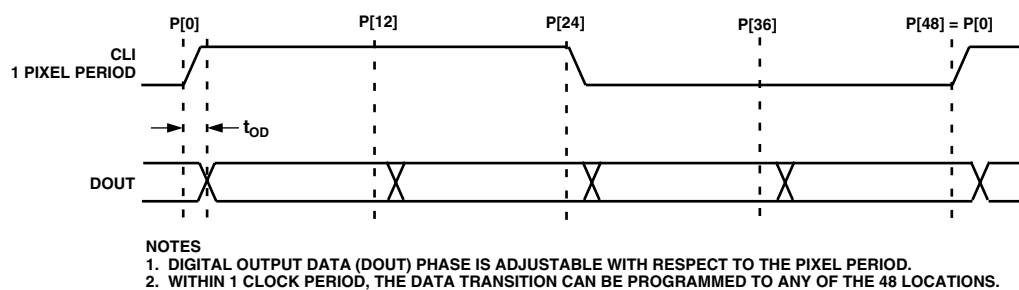 P[0] P[12] P[24] P[36] P[48] = P[0]
CLI
1 PIXEL PERIOD
tOD
DOUT
NOTES
1. DIGITAL OUTPUT DATA (DOUT) PHASE IS ADJUSTABLE WITH RESPECT TO THE PIXEL PERIOD.
2. WITHIN 1 CLOCK PERIOD, THE DATA TRANSITION CAN BE PROGRAMMED TO ANY OF THE 48 LOCATIONS.